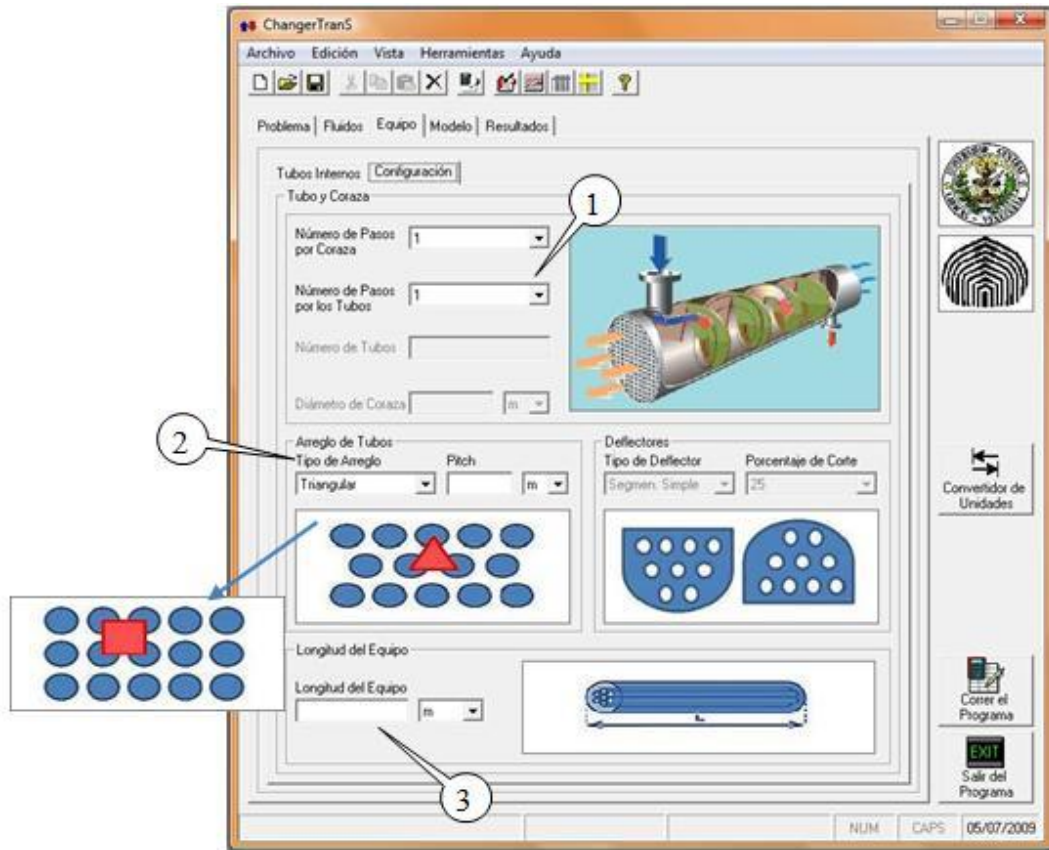 ChangerTranS
Archivo Edición Vista Herramientas Ayuda
Problema Fluidos Equipo Modelo Resultados
Tubos Internos Configuración
Tubo y Coraza
Número de Pasos por Coraza 1
Número de Pasos por los Tubos 1
Número de Tubos
Diámetro de Coraza m
1
2
Arreglo de Tubos
Tipo de Arreglo Pitch
Triangular m
Deflectores
Tipo de Deflector Porcentaje de Corte
Segmen. Simple 25
Longitud del Equipo
Longitud del Equipo
m
3
Convertidor de
Unidades
Correr el
Programa
EXIT
Salir del
Programa
NUM CAPS 05/07/2009